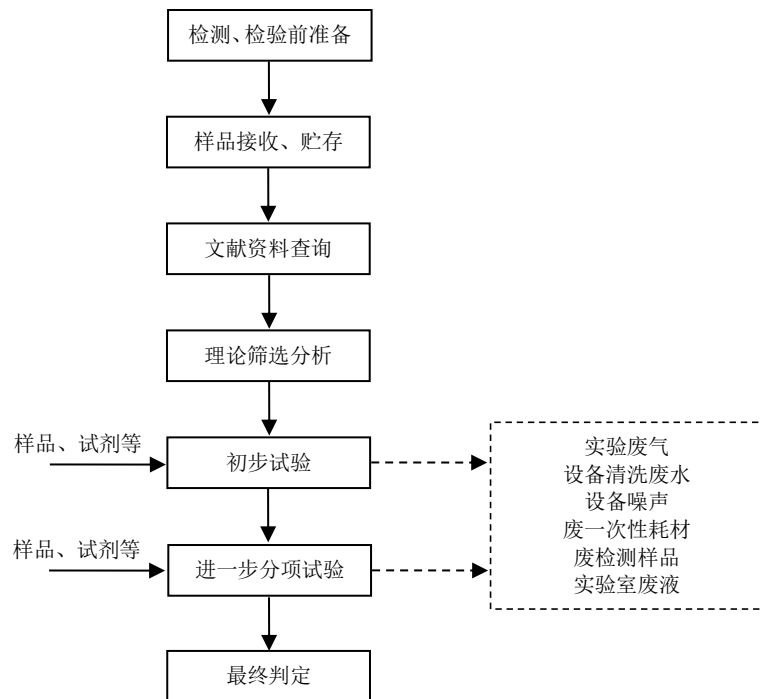 检测、检验前准备
样品接收、贮存
文献资料查询
理论筛选分析
样品、试剂等
初步试验
样品、试剂等
进一步分项试验
最终判定
实验废气
设备清洗废水
设备噪声
废一次性耗材
废检测样品
实验室废液